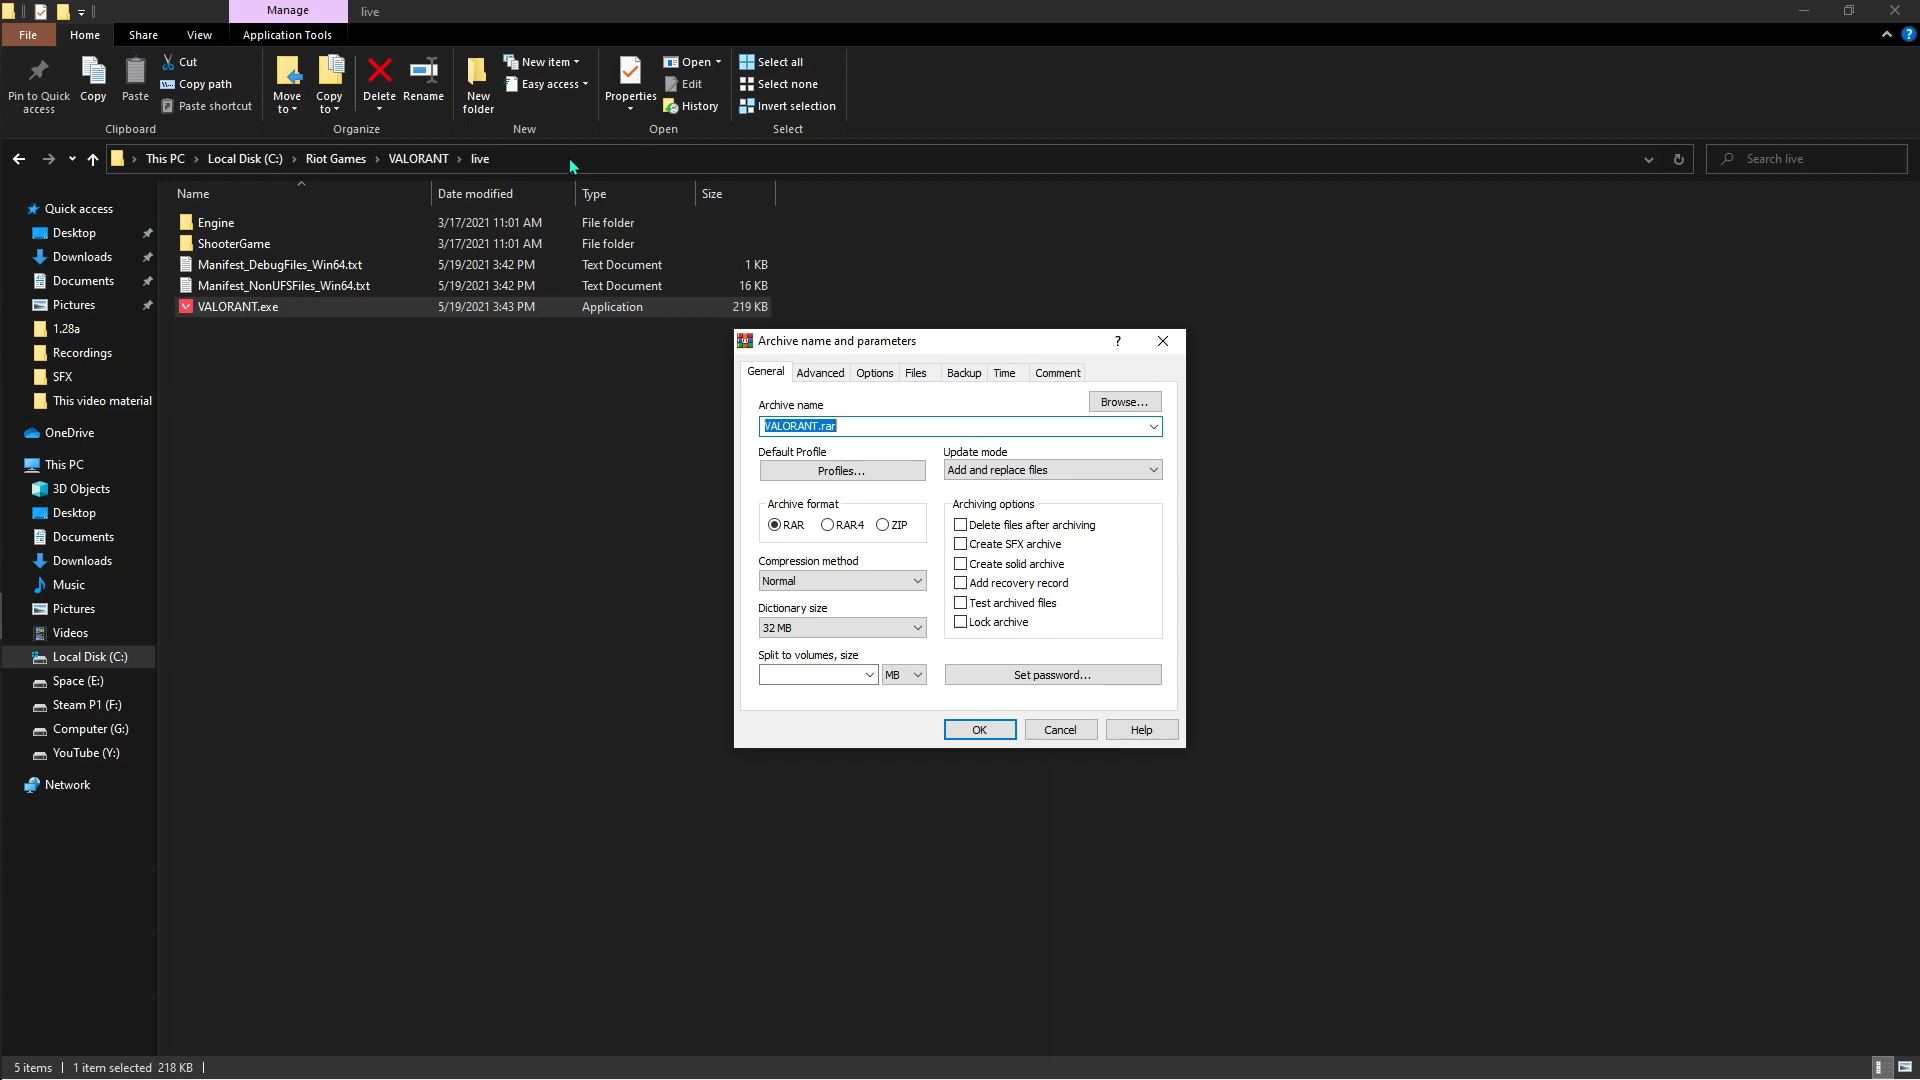 Manage
live
File
Home
Share
View
Application Tools
Pin to Quick access
Copy
Paste
Cut
Copy path
Paste shortcut
Clipboard
Move to
Copy to
Delete
Rename
Organize
New folder
New item
Easy access
New
Properties
Open
Edit
History
Open
Select all
Select none
Invert selection
Select
This PC > Local Disk (C:) > Riot Games > VALORANT > live
Search live
Name
Date modified
Type
Size
Engine 3/17/2021 11:01 AM File folder
ShooterGame 3/17/2021 11:01 AM File folder
Manifest_DebugFiles_Win64.txt 5/19/2021 3:42 PM Text Document 1 KB
Manifest_NonUFSFiles_Win64.txt 5/19/2021 3:42 PM Text Document 16 KB
VALORANT.exe 5/19/2021 3:43 PM Application 219 KB
Quick access
Desktop
Downloads
Documents
Pictures
1.28a
Recordings
SFX
This video material
OneDrive
This PC
3D Objects
Desktop
Documents
Downloads
Music
Pictures
Videos
Local Disk (C:)
Space (E:)
Steam P1 (F:)
Computer (G:)
YouTube (Y:)
Network
Archive name and parameters
?
General
Advanced
Options
Files
Backup
Time
Comment
Archive name
Browse...
VALORANT.rar
Default Profile
Profiles...
Update mode
Add and replace files
Archive format
RAR
RAR4
ZIP
Compression method
Normal
Dictionary size
32 MB
Split to volumes, size
MB
Archiving options
Delete files after archiving
Create SFX archive
Create solid archive
Add recovery record
Test archived files
Lock archive
Set password...
OK
Cancel
Help
5 items
1 item selected 218 KB